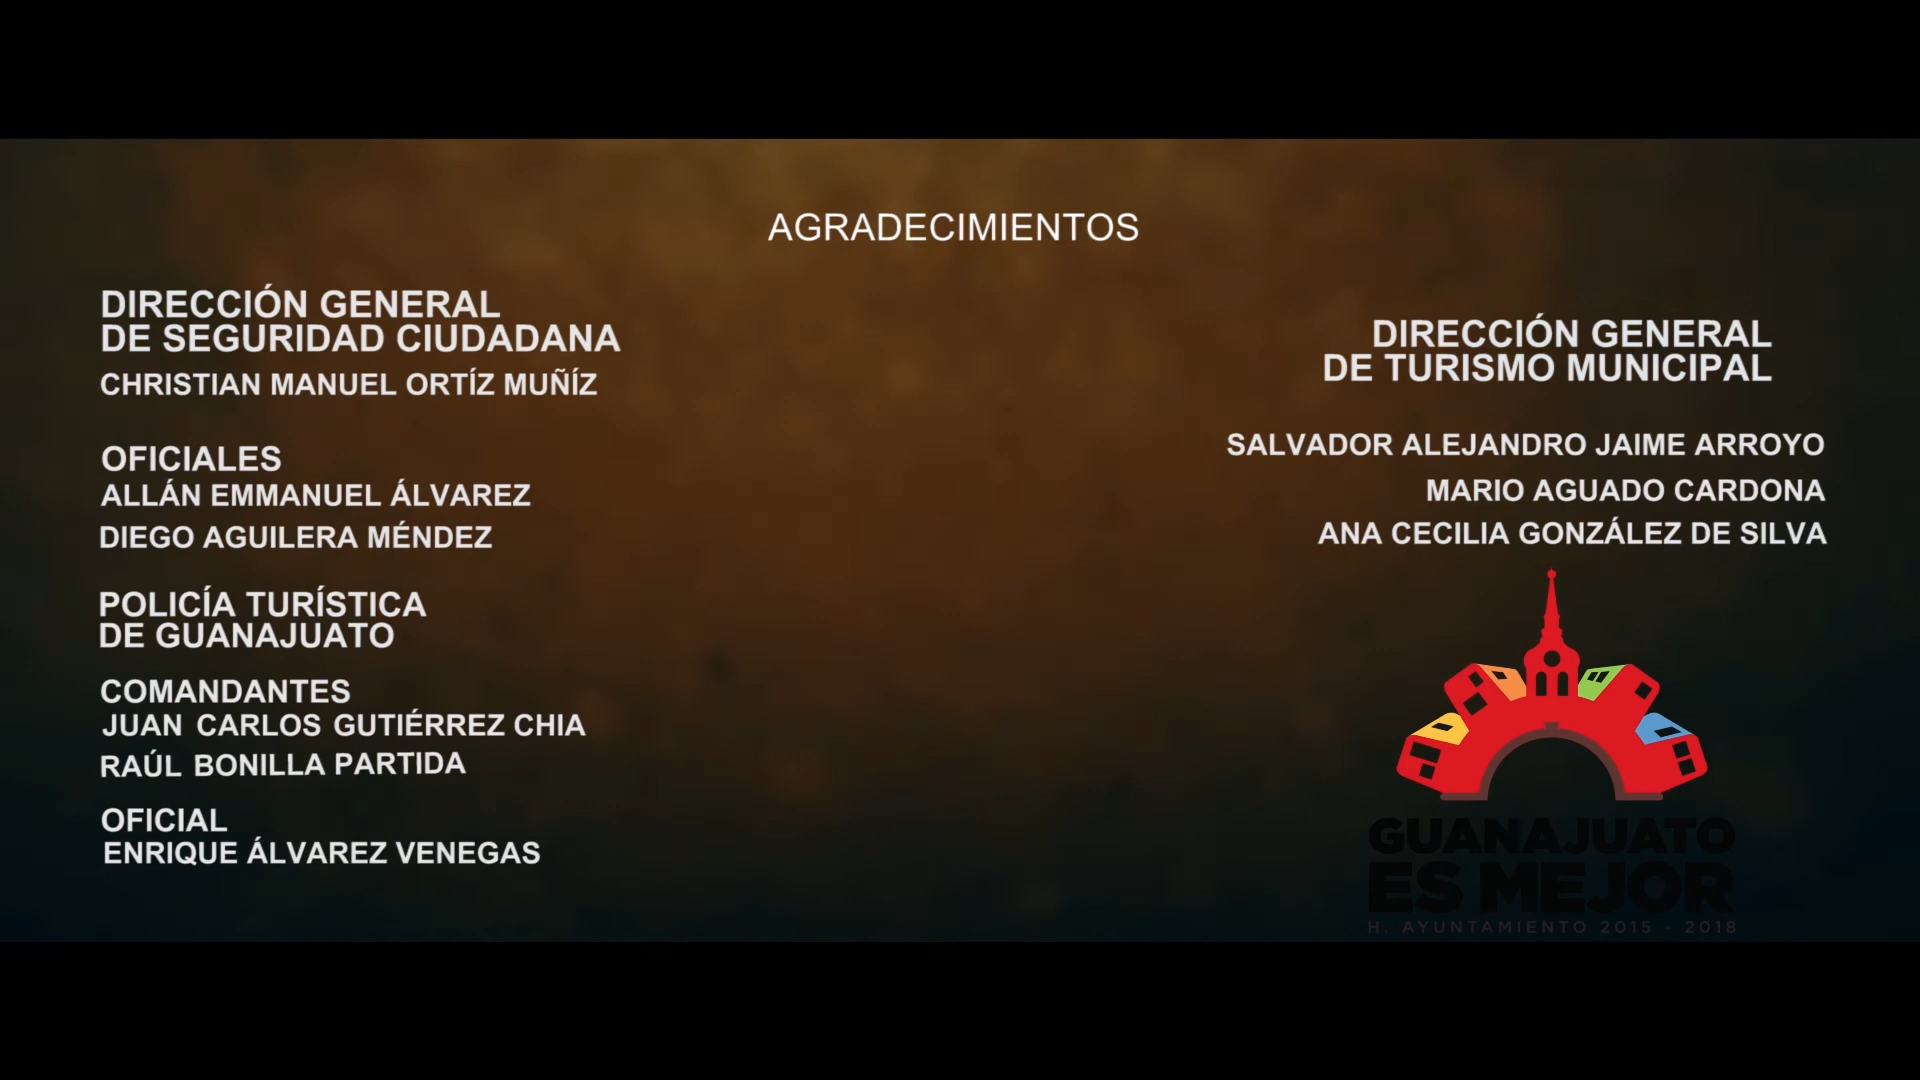 AGRADECIMIENTOS
DIRECCIÓN GENERAL
DE SEGURIDAD CIUDADANA
CHRISTIAN MANUEL ORTÍZ MUÑÍZ
OFICIALES
ALLÁN EMMANUEL ÁLVAREZ
DIEGO AGUILERA MÉNDEZ
POLICÍA TURÍSTICA
DE GUANAJUATO
COMANDANTES
JUAN CARLOS GUTIÉRREZ CHIA
RAÚL BONILLA PARTIDA
OFICIAL
ENRIQUE ÁLVAREZ VENEGAS
DIRECCIÓN GENERAL
DE TURISMO MUNICIPAL
SALVADOR ALEJANDRO JAIME ARROYO
MARIO AGUADO CARDONA
ANA CECILIA GONZÁLEZ DE SILVA
GUANAJUATO
ES MEJOR
H. AYUNTAMIENTO 2015 - 2018